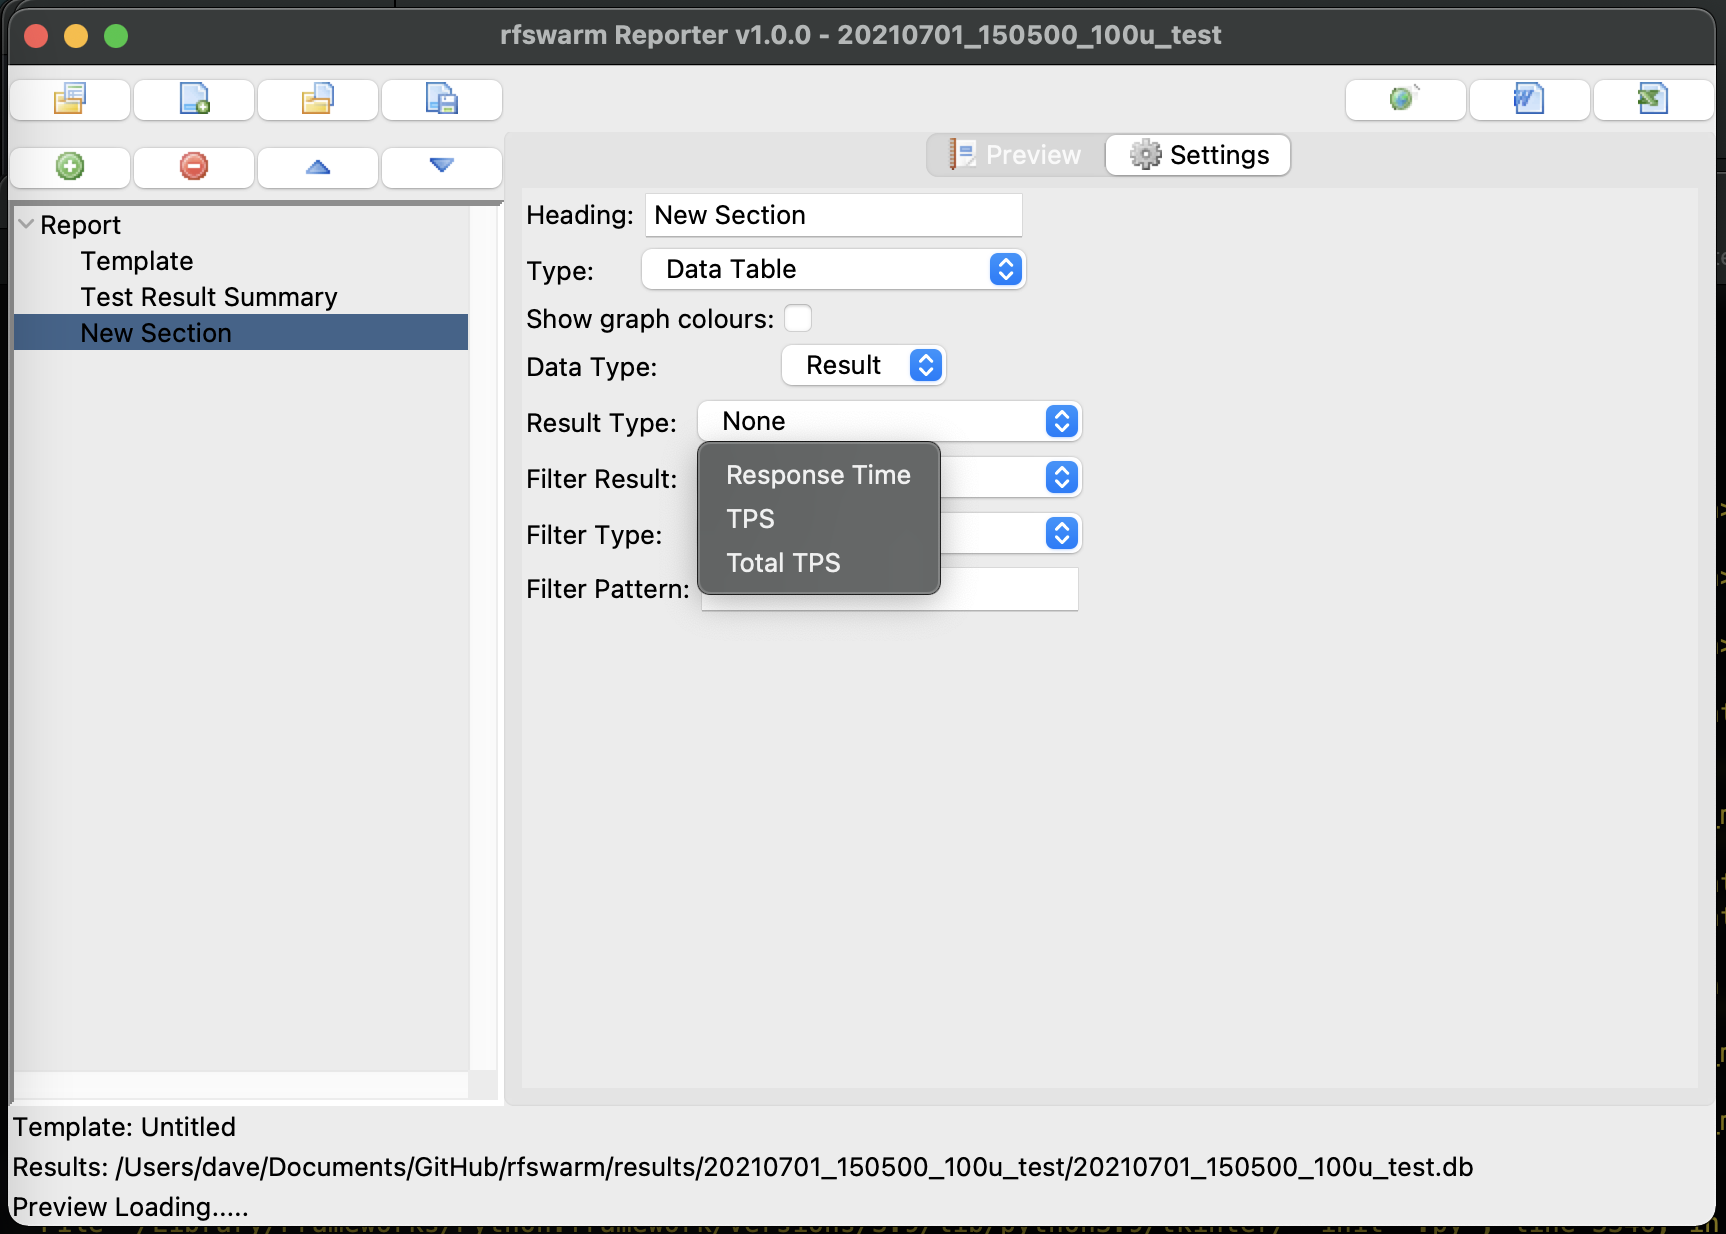 rfswarm Reporter v1.0.0 - 20210701_150500_100u_test
Preview
Settings
Report
Template
Test Result Summary
New Section
Heading: New Section
Type: Data Table
Show graph colours:
Data Type: Result
Result Type: None
Response Time
Filter Result:
TPS
Filter Type:
Total TPS
Filter Pattern:
Template: Untitled
Results: /Users/dave/Documents/GitHub/rfswarm/results/20210701_150500_100u_test/20210701_150500_100u_test.db
Preview Loading.....